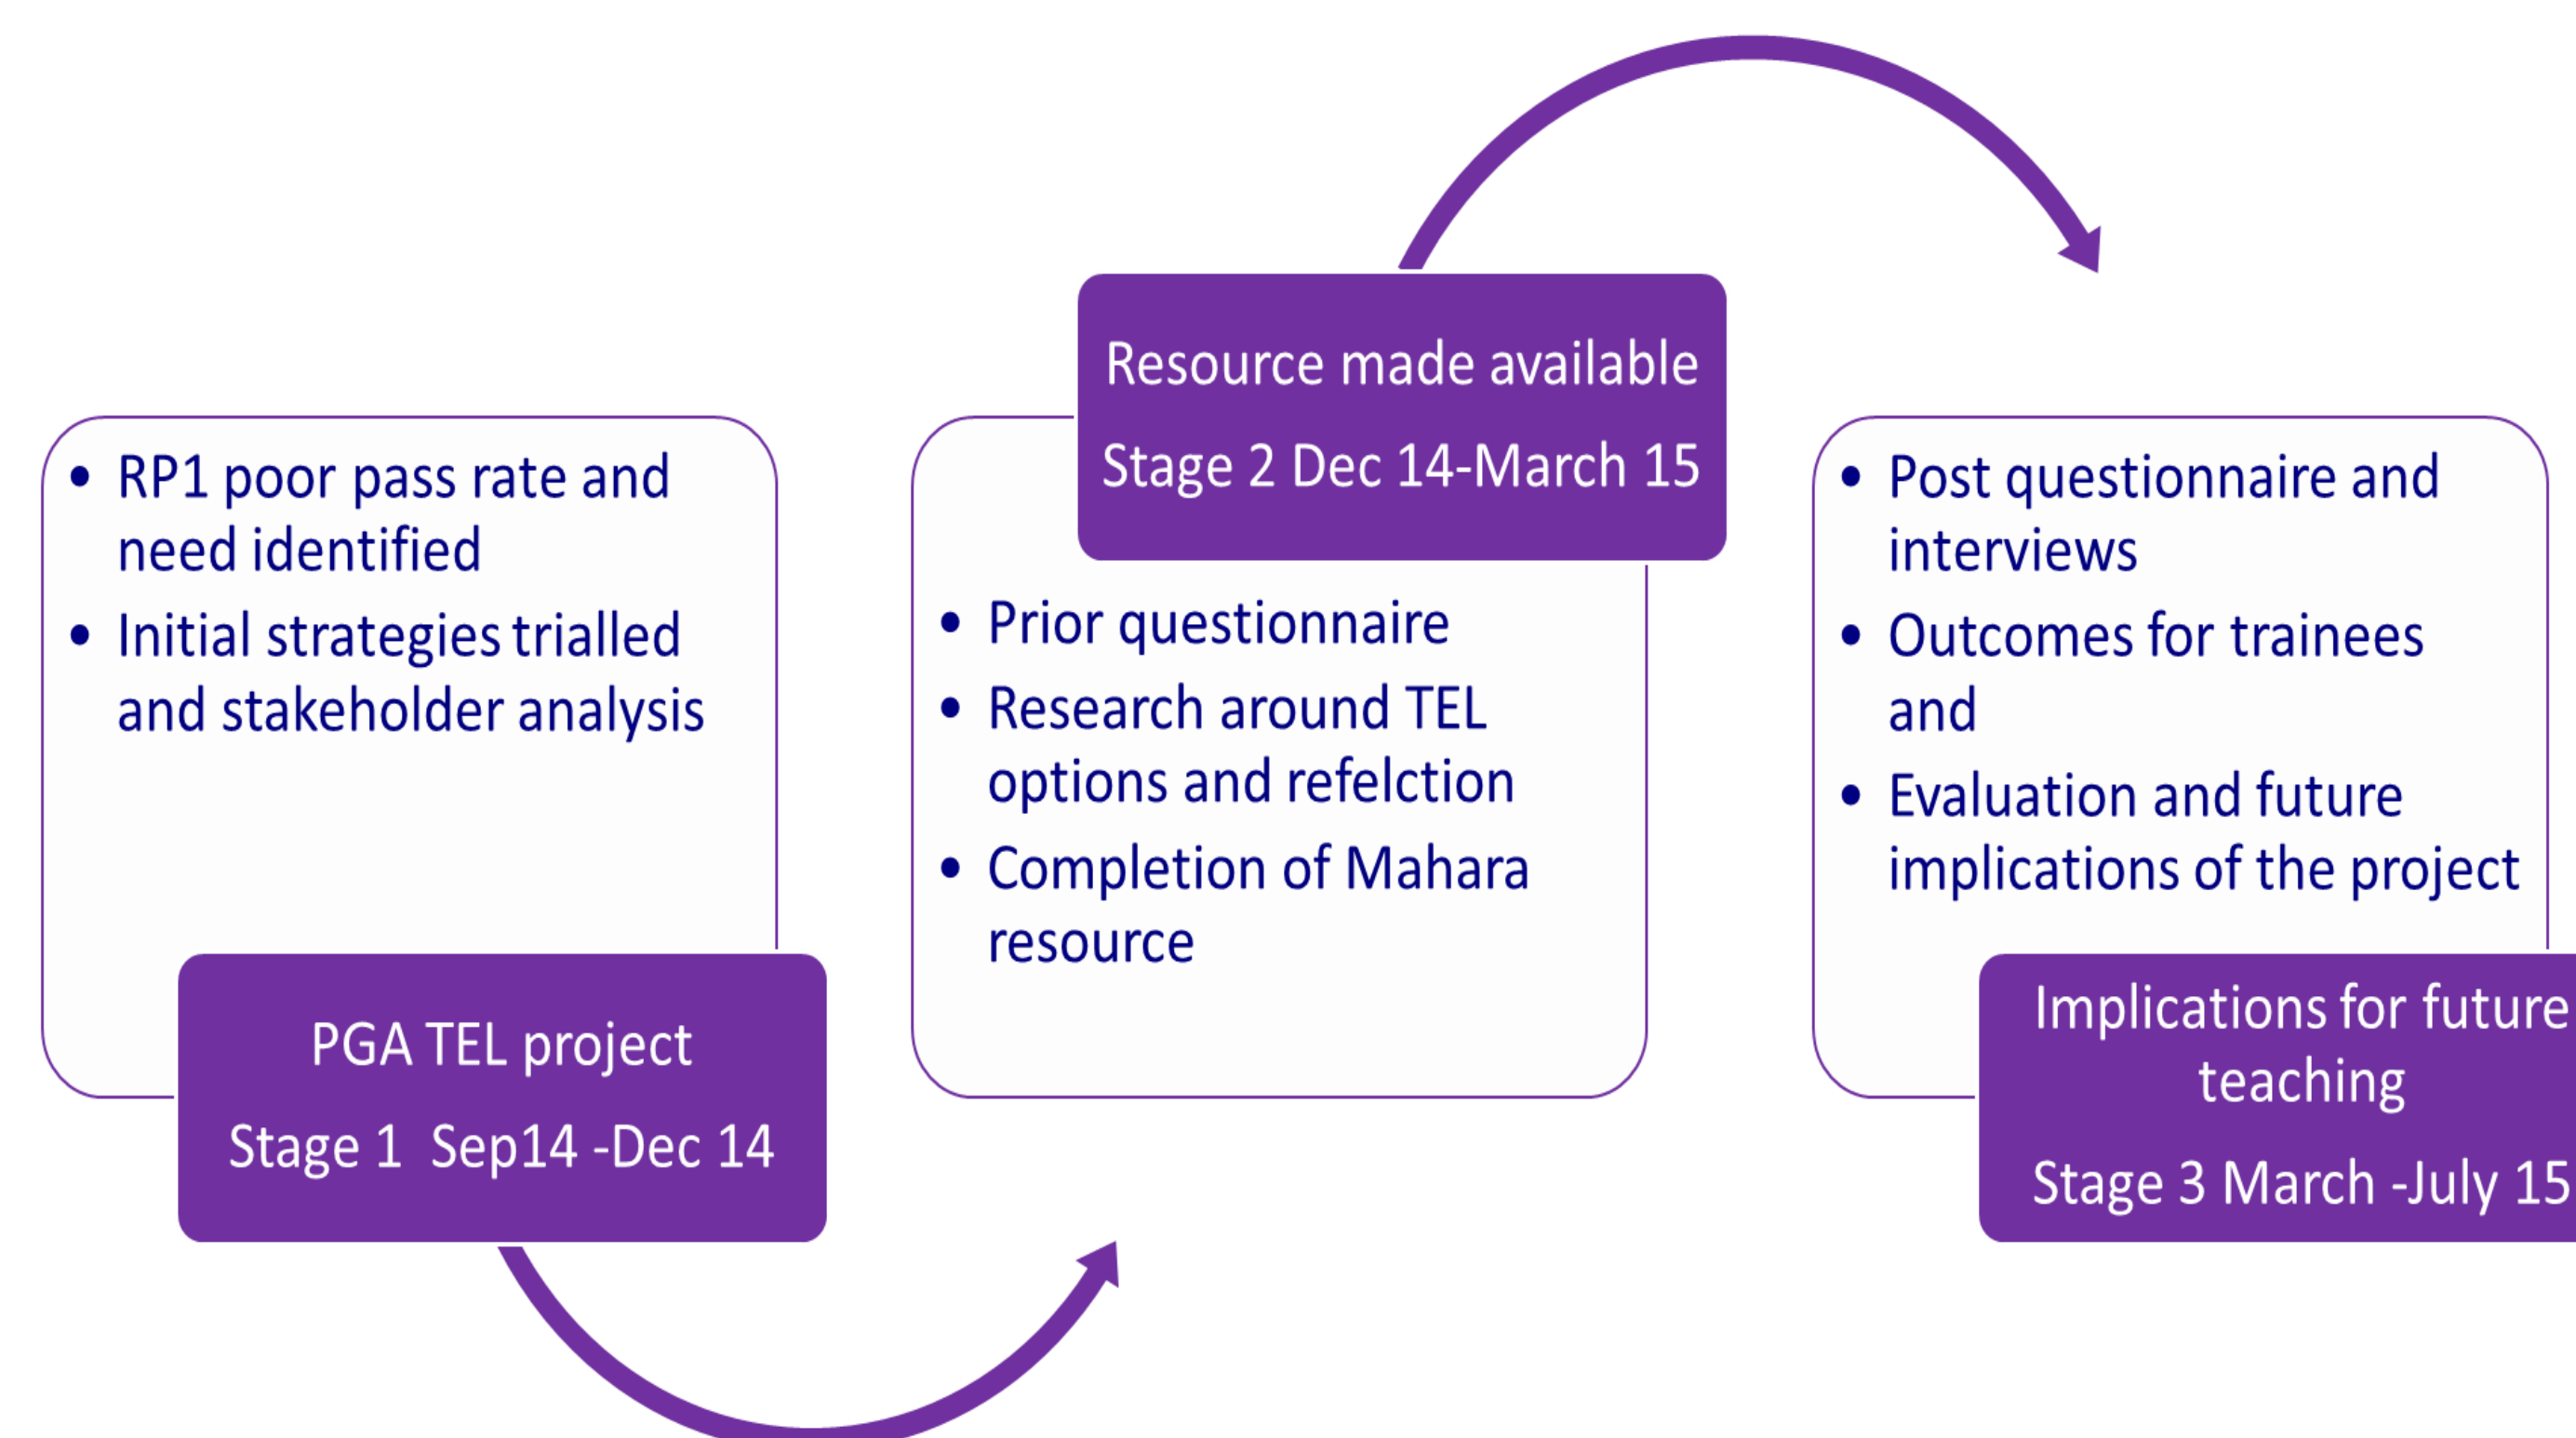 • RP1 poor pass rate and
need identified
• Initial strategies trialled
and stakeholder analysis
PGA TEL project
Stage 1  Sep14 -Dec 14
Resource made available
Stage 2 Dec 14-March 15
• Prior questionnaire
• Research around TEL
options and refelction
• Completion of Mahara
resource
• Post questionnaire and
interviews
• Outcomes for trainees
and
• Evaluation and future
implications of the project
Implications for future
teaching
Stage 3 March -July 15